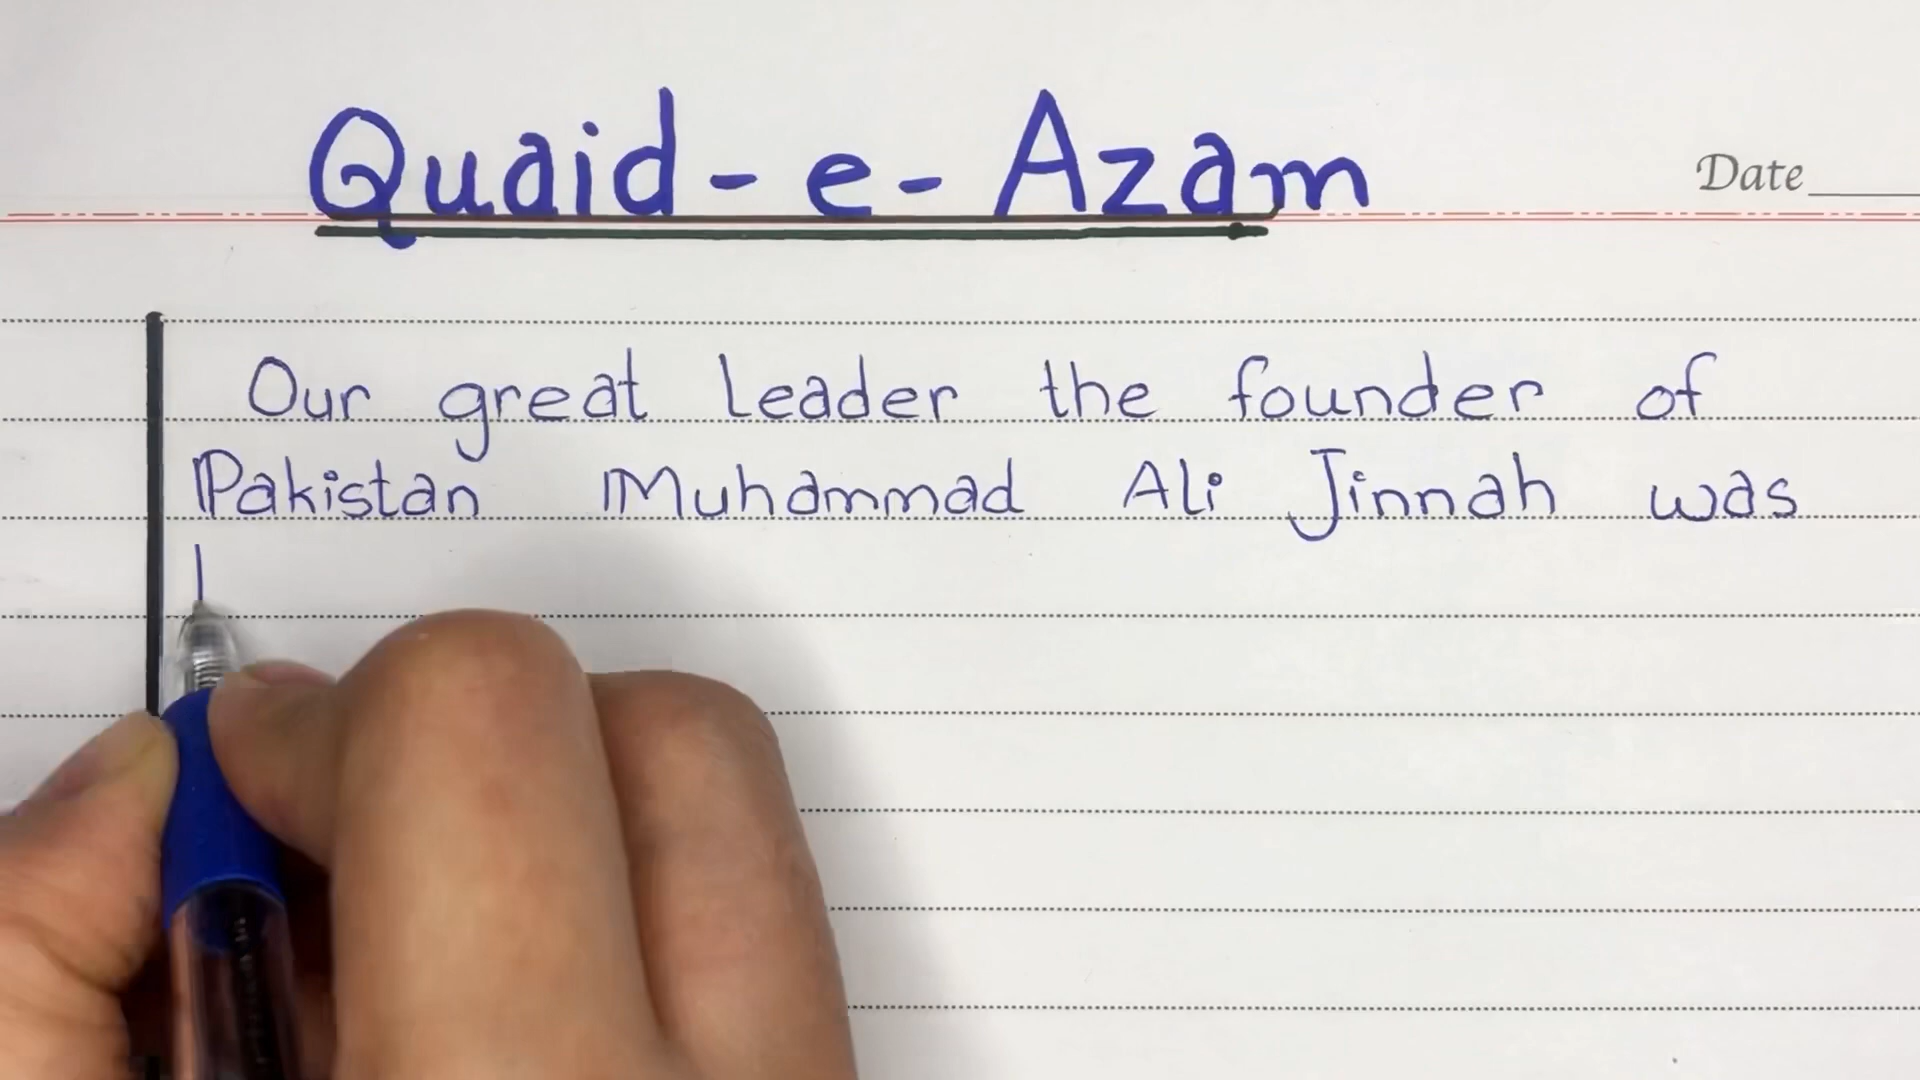 Quaid-e-Azam
Date
Our great Leader the founder of
Pakistan Muhammad Ali Jinnah was